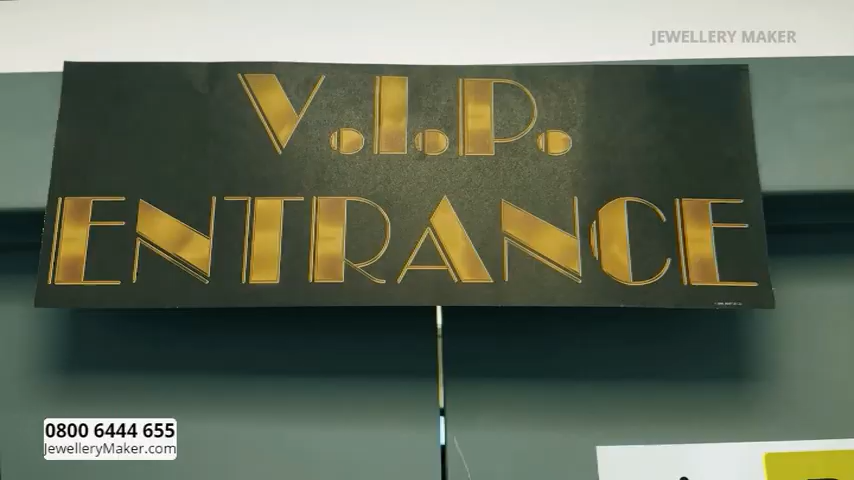 JEWELLERY MAKER
V.I.P.
ENTRANCE
0800 6444 655
JewelleryMaker.com